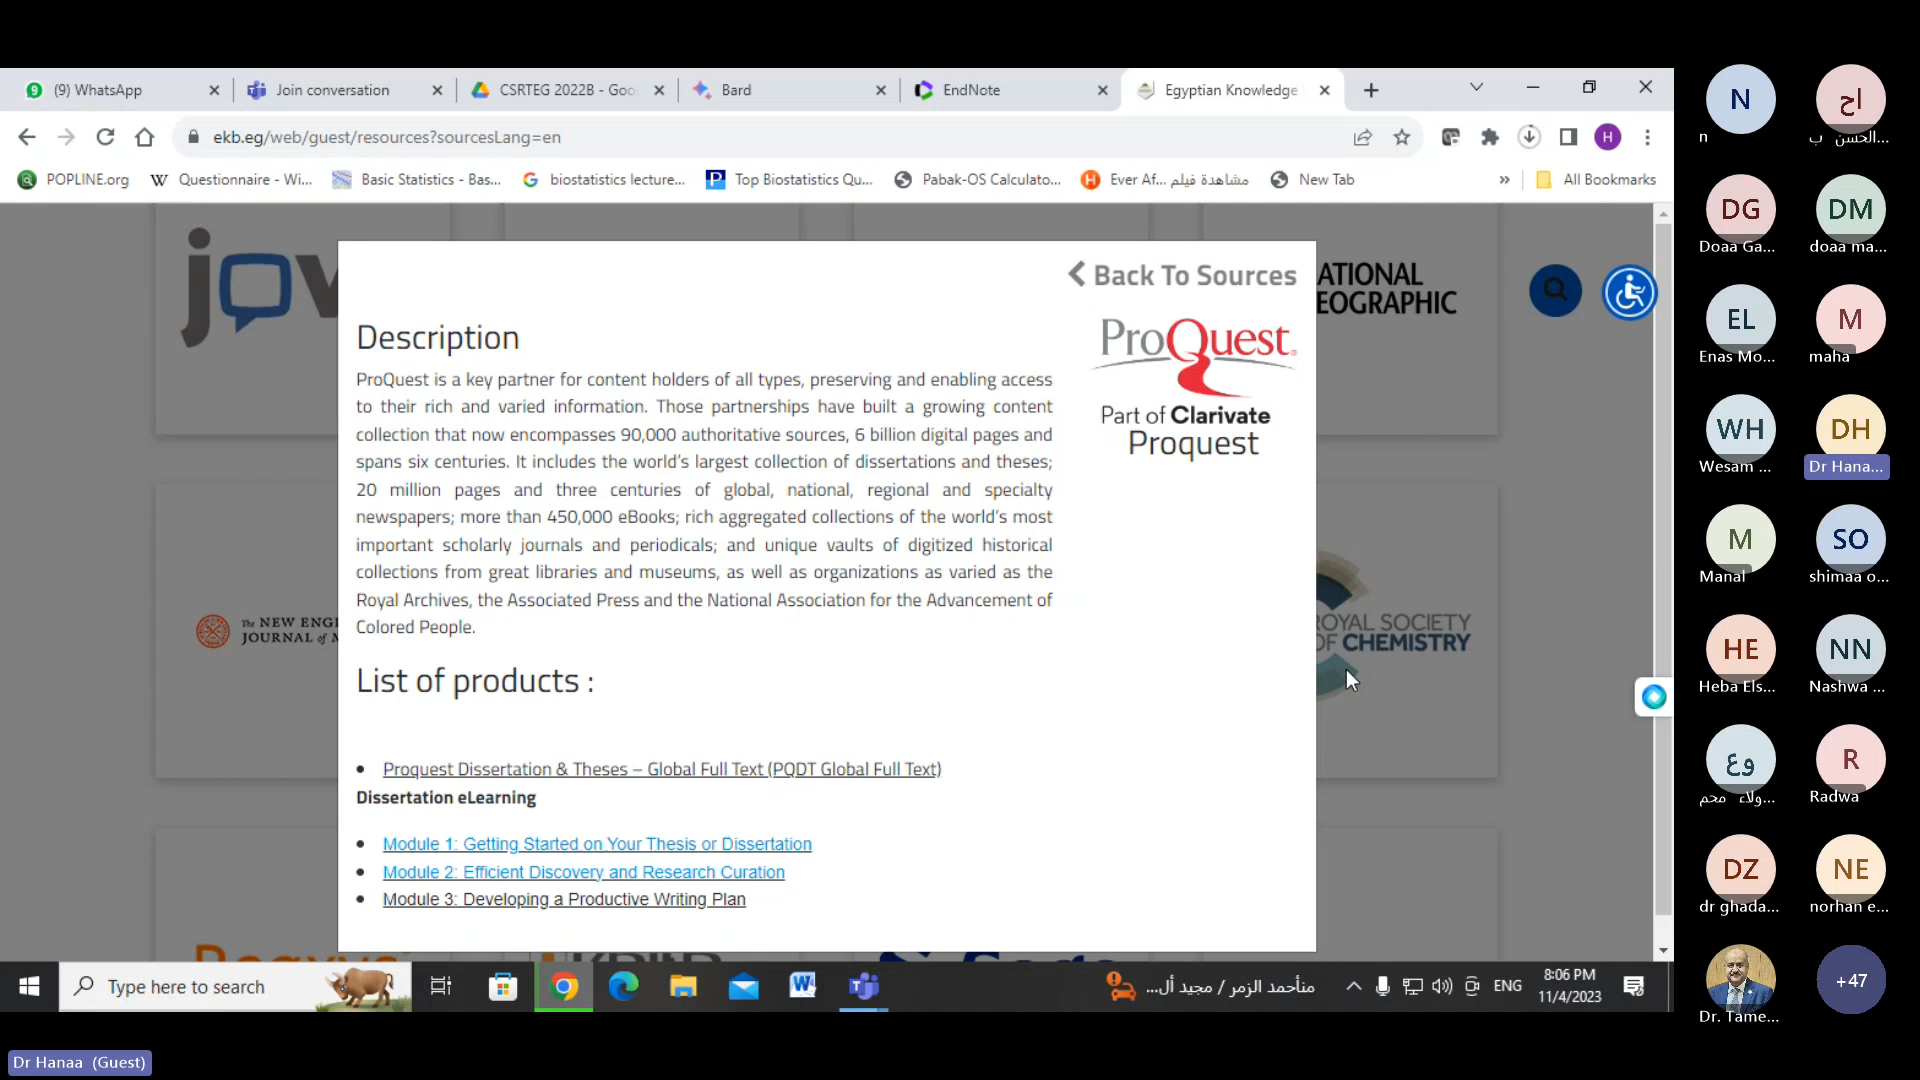 (9) WhatsApp
Join conversation
CSRTEG 2022B - Goo
Bard
EndNote
Egyptian Knowledge
ekb.eg/web/guest/resources?sourcesLang=en
H
POPLINE.org
Questionnaire - Wi...
Basic Statistics - Bas...
biostatistics lecture...
Top Biostatistics Qu...
Pabak-OS Calculato...
Ever Af... مشاهدة فيلم
New Tab
»
All Bookmarks
Back To Sources
ATIONAL
EOGRAPHIC
ProQuest
Part of Clarivate
Proquest
Description
ProQuest is a key partner for content holders of all types, preserving and enabling access
to their rich and varied information. Those partnerships have built a growing content
collection that now encompasses 90,000 authoritative sources, 6 billion digital pages and
spans six centuries. It includes the world's largest collection of dissertations and theses;
20 million pages and three centuries of global, national, regional and specialty
newspapers; more than 450,000 eBooks; rich aggregated collections of the world's most
important scholarly journals and periodicals; and unique vaults of digitized historical
collections from great libraries and museums, as well as organizations as varied as the
Royal Archives, the Associated Press and the National Association for the Advancement of
Colored People.
The NEW ENG
JOURNAL of M
ROYAL SOCIETY
OF CHEMISTRY
List of products :
Proquest Dissertation & Theses – Global Full Text (PQDT Global Full Text)
Dissertation eLearning
Module 1: Getting Started on Your Thesis or Dissertation
Module 2: Efficient Discovery and Research Curation
Module 3: Developing a Productive Writing Plan
Type here to search
مأحمد الزمر / مجيد أل...
ENG
8:06 PM
11/4/2023
N
n
اح
الحسن ب...
DG
Doaa Ga...
DM
doaa ma...
EL
Enas Mo...
M
maha
WH
Wesam ...
DH
Dr Hana...
M
Manal
SO
shimaa o...
HE
Heba Els...
NN
Nashwa ...
وع
ولاء محم...
R
Radwa
DZ
dr ghada...
NE
norhan e...
Dr. Tame...
+47
Dr Hanaa (Guest)